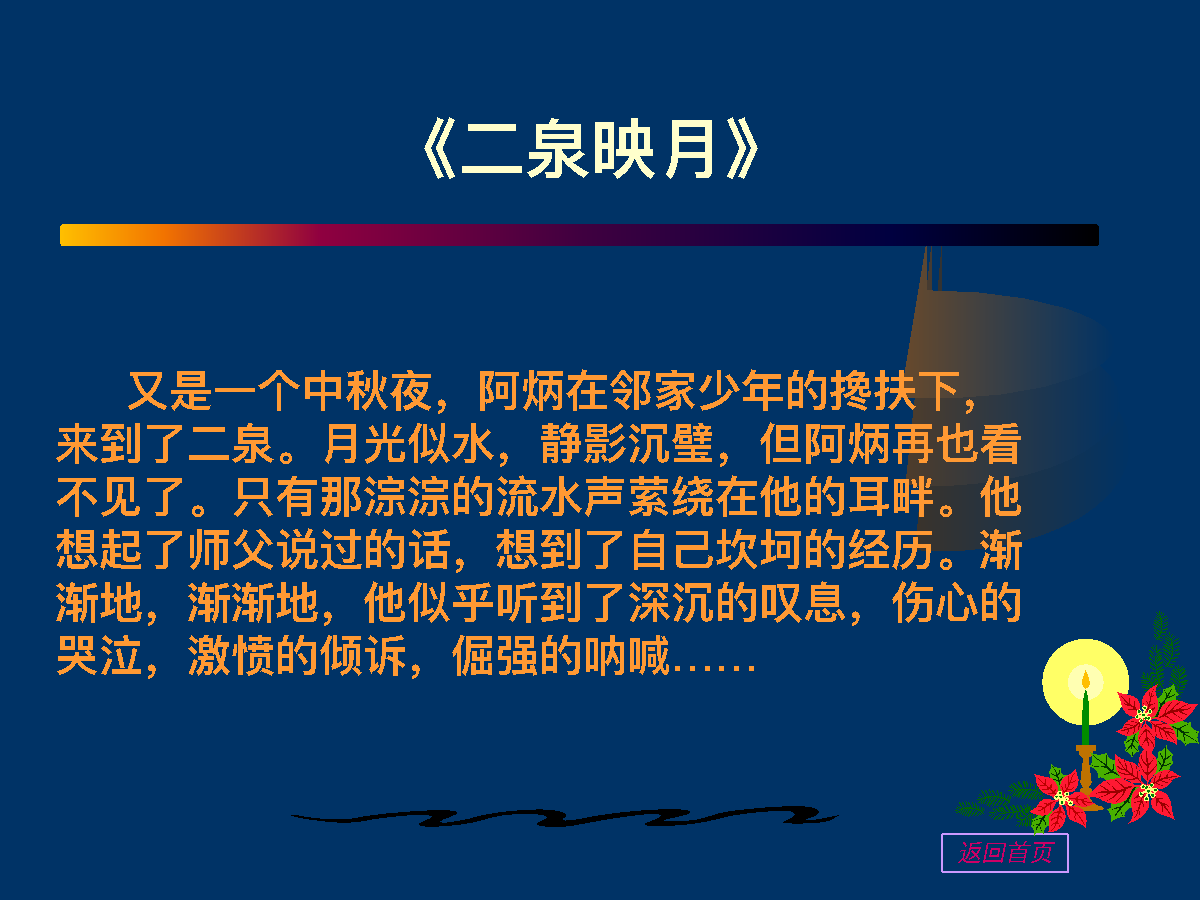 《二泉映月》
又是一个中秋夜，阿炳在邻家少年的搀扶下，
来到了二泉。月光似水，静影沉璧，但阿炳再也看
不见了。只有那淙淙的流水声萦绕在他的耳畔。他
想起了师父说过的话，想到了自己坎坷的经历。渐
渐地，渐渐地，他似乎听到了深沉的叹息，伤心的
哭泣，激愤的倾诉，倔强的呐喊……
返回首页